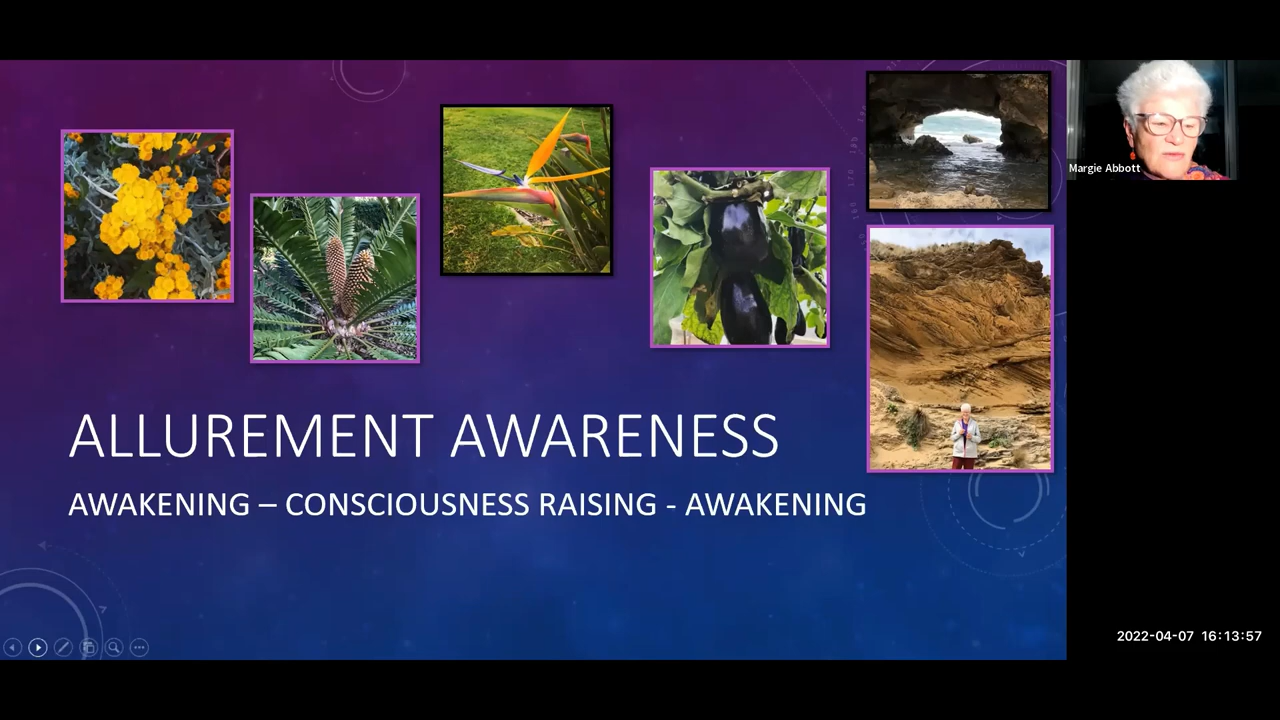 Margie Abbott
ALLUREMENT AWARENESS
AWAKENING – CONSCIOUSNESS RAISING - AWAKENING
2022-04-07 16:13:57